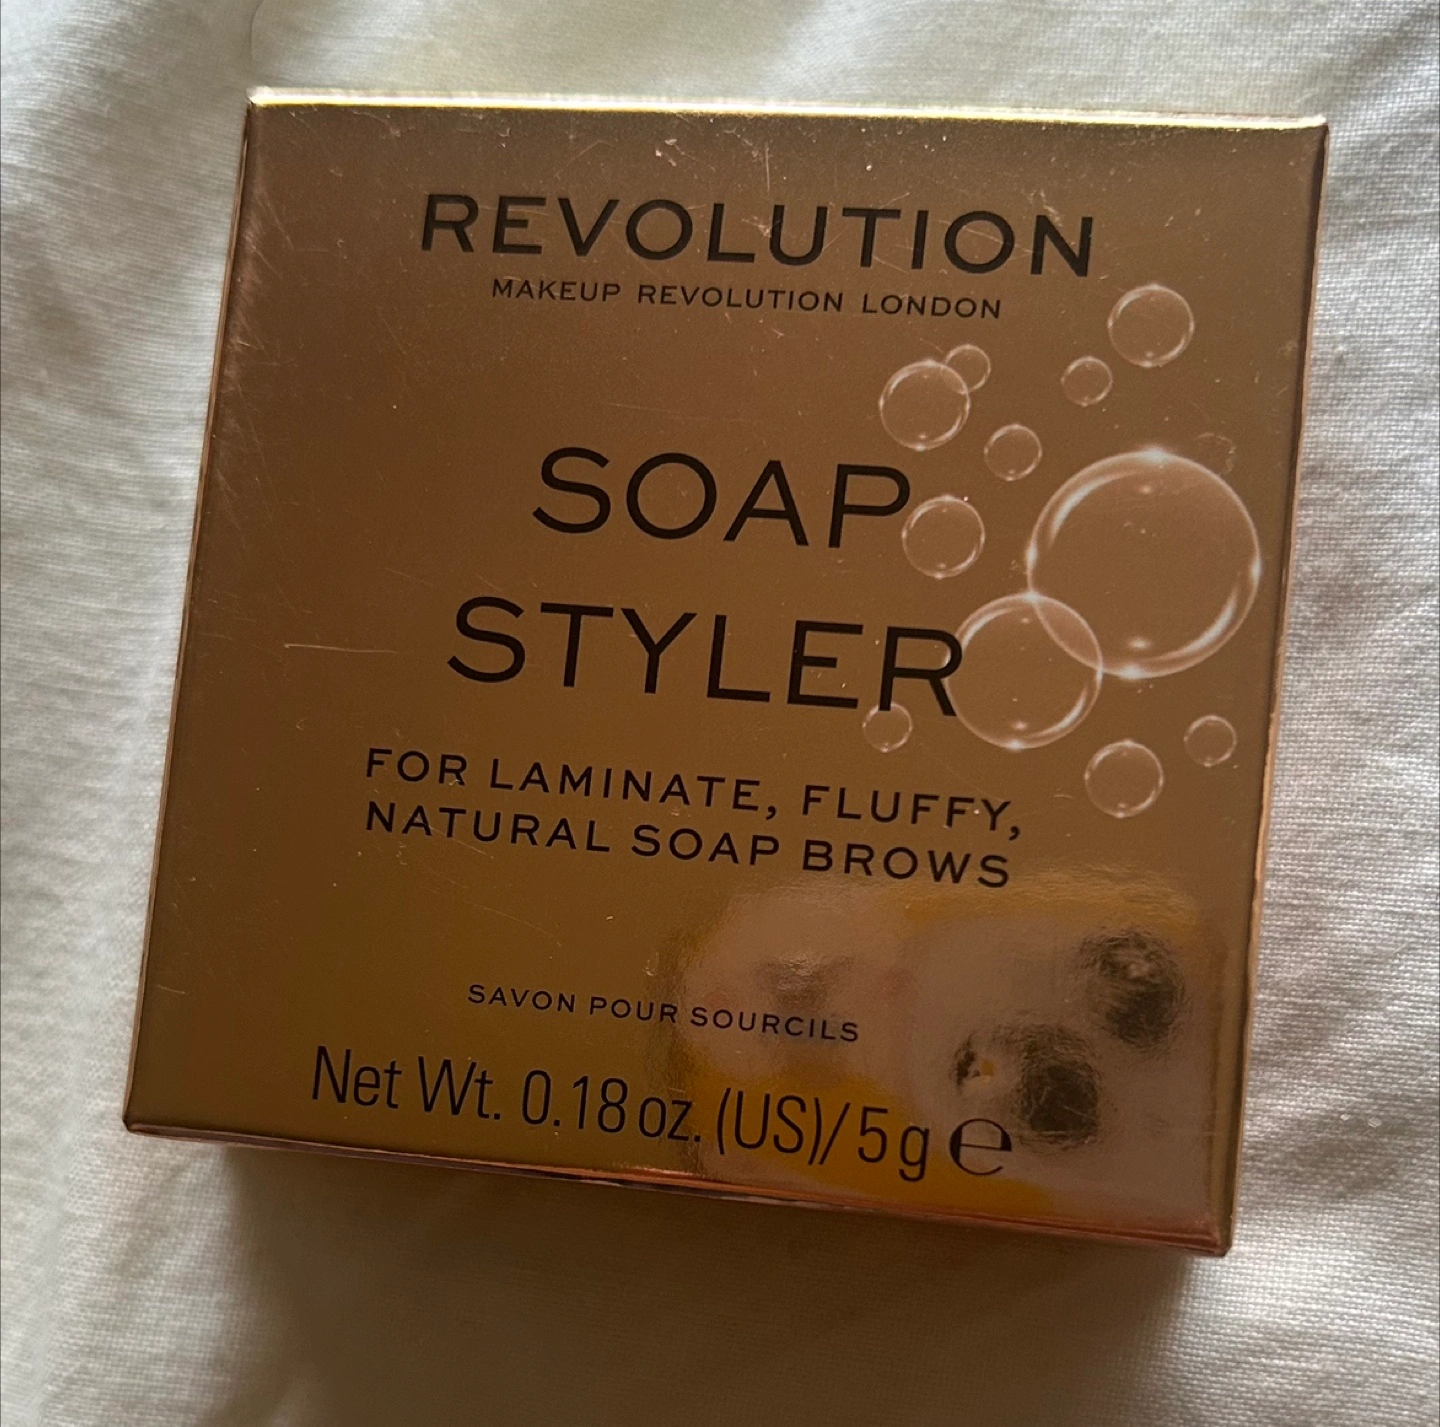 REVOLUTION
MAKEUP REVOLUTION LONDON
SOAP
STYLER
FOR LAMINATE, FLUFFY,
NATURAL SOAP BROWS
SAVON POUR SOURCILS
Net Wt. 0.18 oz. (US)/ 5 g ℮